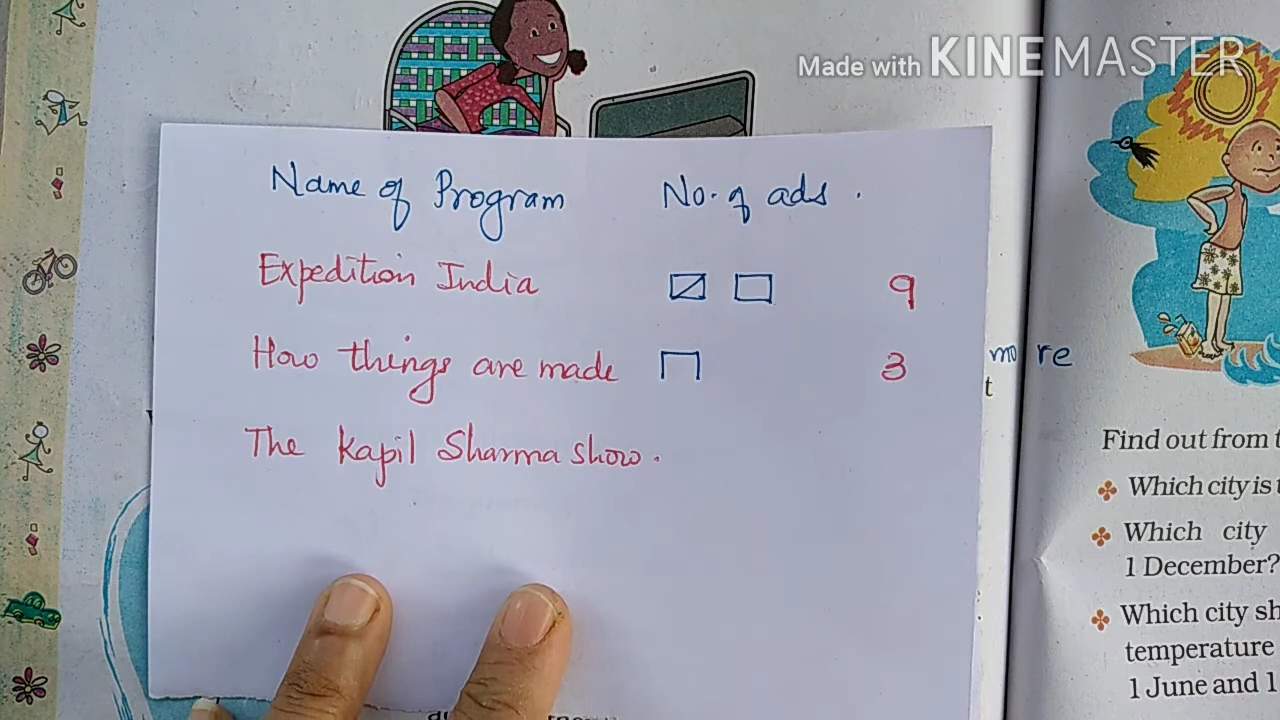 Made with KINEMASTER
Name of Program No. of ads.
Expedition India 9
How things are made 3
more
t
The Kapil Sharma show.
Find out from t
Which city is t
Which city
1 December?
Which city sh
temperature
1 June and 1